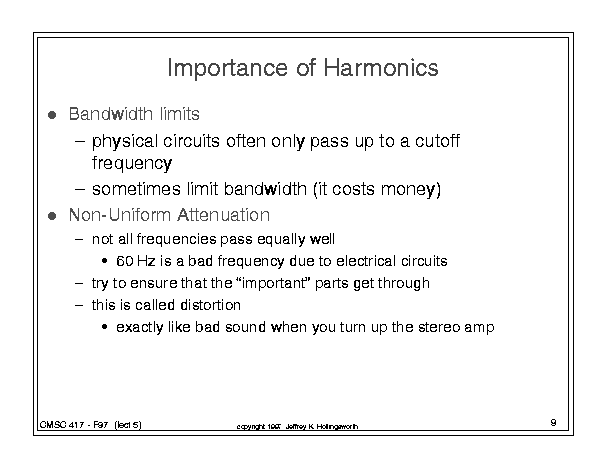 Importance of Harmonics
● Bandwidth limits
– physical circuits often only pass up to a cutoff
frequency
– sometimes limit bandwidth (it costs money)
● Non-Uniform Attenuation
– not all frequencies pass equally well
• 60 Hz is a bad frequency due to electrical circuits
– try to ensure that the “important” parts get through
– this is called distortion
• exactly like bad sound when you turn up the stereo amp
CMSC 417 - F97 (lect 5)
copyright 1997 Jeffrey K. Hollingsworth
9